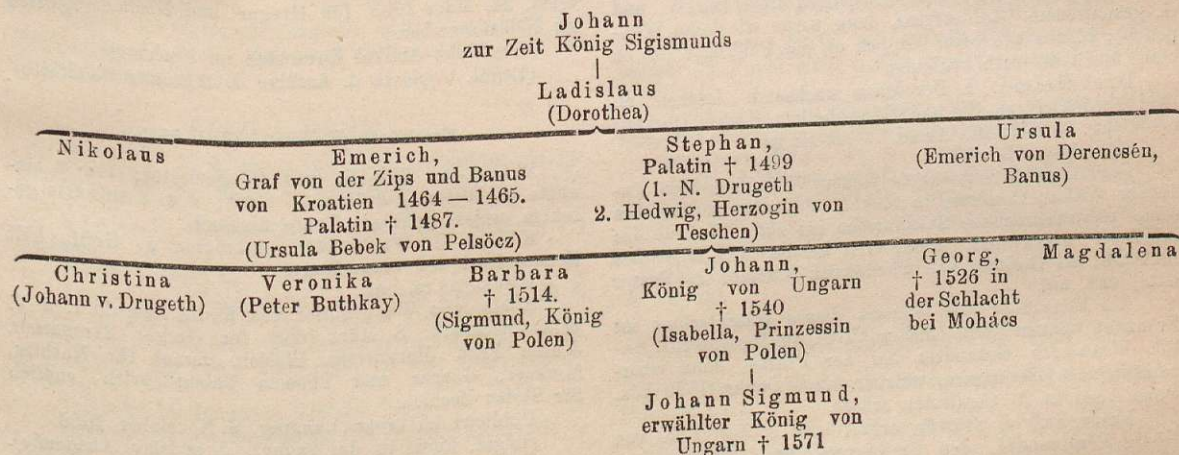 Johann
zur Zeit König Sigismunds
Ladislaus
(Dorothea)
Nikolaus
Emerich,
Graf von der Zips und Banus
von Kroatien 1464 — 1465.
Palatin † 1487.
(Ursula Bebek von Pelsöcz)
Stephan,
Palatin † 1499
(1. N. Drugeth
2. Hedwig, Herzogin von
Teschen)
Ursula
(Emerich von Derencsén,
Banus)
Christina
(Johann v. Drugeth)
Veronika
(Peter Buthkay)
Barbara
† 1514.
(Sigmund, König
von Polen)
Johann,
König von Ungarn
† 1540
(Isabella, Prinzessin
von Polen)
Georg,
† 1526 in
der Schlacht
bei Mohács
Magdalena
Johann Sigmund,
erwählter König von
Ungarn † 1571